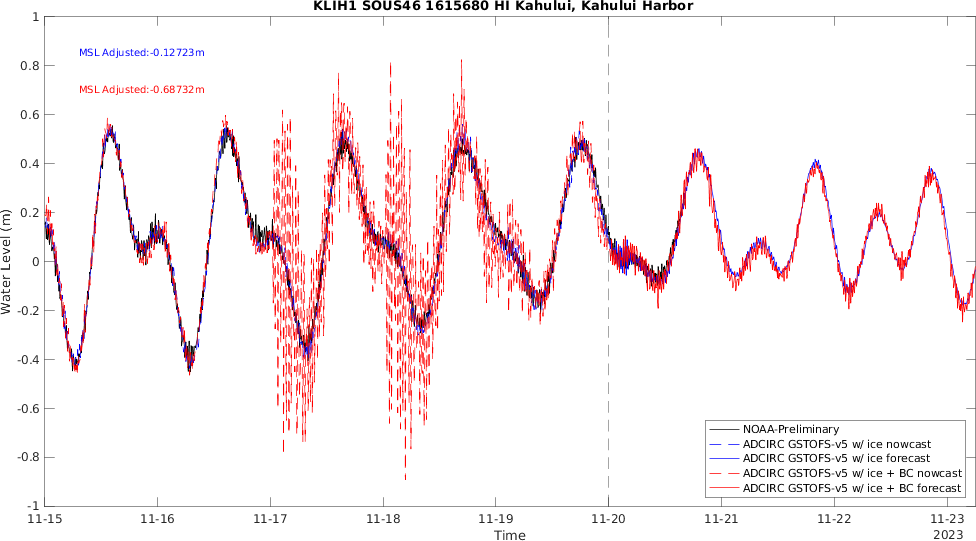 KLIH1 SOUS46 1615680 HI Kahului, Kahului Harbor
MSL Adjusted:-0.12723m
MSL Adjusted:-0.68732m
Water Level (m)
1
0.8
0.6
0.4
0.2
0
-0.2
-0.4
-0.6
-0.8
-1
NOAA-Preliminary
ADCIRC GSTOFS-v5 w/ ice nowcast
ADCIRC GSTOFS-v5 w/ ice forecast
ADCIRC GSTOFS-v5 w/ ice + BC nowcast
ADCIRC GSTOFS-v5 w/ ice + BC forecast
11-15 11-16 11-17 11-18 11-19 11-20 11-21 11-22 11-23
Time
2023